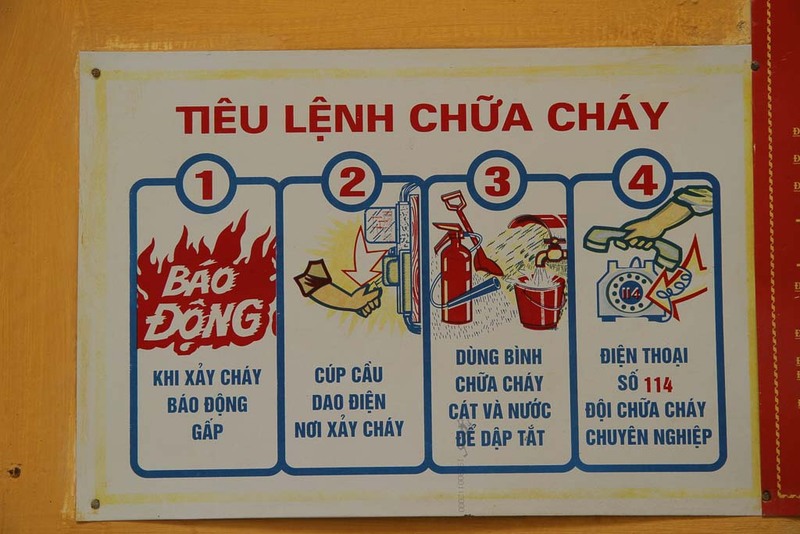 TIÊU LỆNH CHỮA CHÁY
1
BÁO
ĐỘNG
KHI XẢY CHÁY
BÁO ĐỘNG
GẤP
2
CÚP CẦU
DAO ĐIỆN
NƠI XẢY CHÁY
3
DÙNG BÌNH
CHỮA CHÁY
CÁT VÀ NƯỚC
ĐỂ DẬP TẮT
4
114
ĐIỆN THOẠI
SỐ 114
ĐỘI CHỮA CHÁY
CHUYÊN NGHIỆP